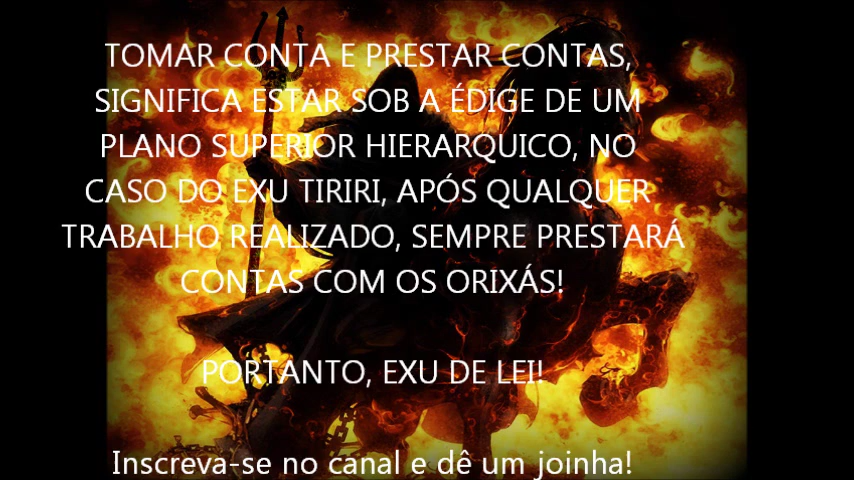 TOMAR CONTA E PRESTAR CONTAS,
SIGNIFICA ESTAR SOB A ÉDIGE DE UM
PLANO SUPERIOR HIERARQUICO, NO
CASO DO EXU TIRIRI, APÓS QUALQUER
TRABALHO REALIZADO, SEMPRE PRESTARÁ
CONTAS COM OS ORIXÁS!
PORTANTO, EXU DE LEI!
Inscreva-se no canal e dê um joinha!